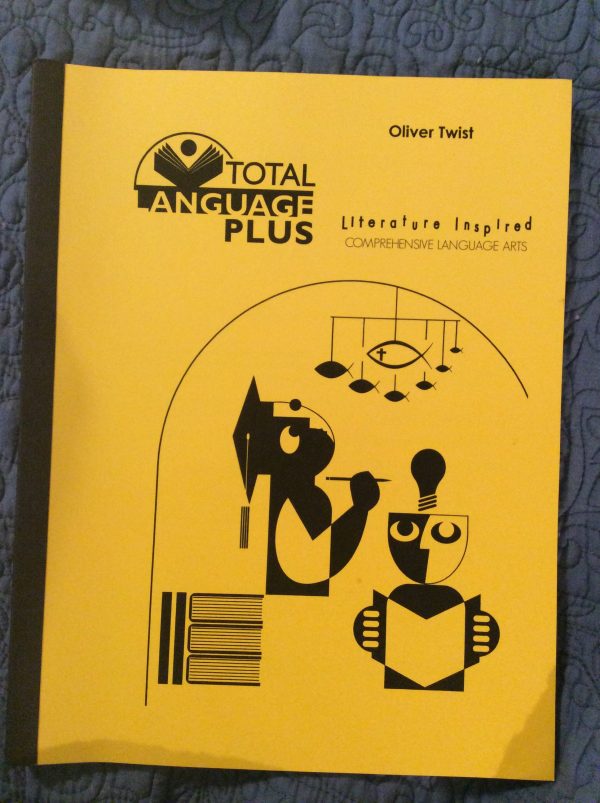 Oliver Twist
TOTAL
LANGUAGE
PLUS
Literature Inspired
COMPREHENSIVE LANGUAGE ARTS